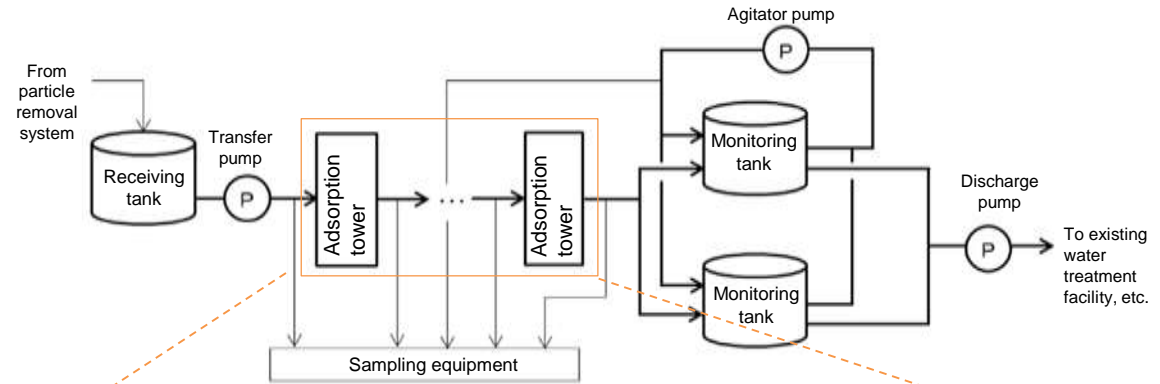 Agitator pump
P
From
particle
removal
system
Transfer
pump
Receiving
tank
P
Adsorption
tower
...
Adsorption
tower
Monitoring
tank
Discharge
pump
P
To existing
water
treatment
facility, etc.
Monitoring
tank
Sampling equipment